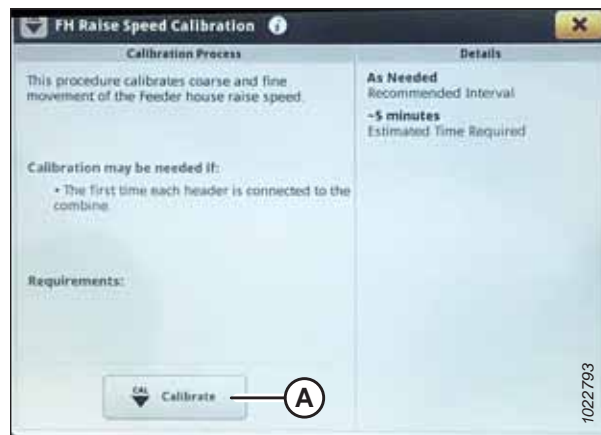 FH Raise Speed Calibration i
Calibration Process
Details
This procedure calibrates coarse and fine
movement of the Feeder house raise speed.
Calibration may be needed if:
• The first time each header is connected to the
combine.
Requirements:
As Needed
Recommended Interval
~5 minutes
Estimated Time Required
CAL Calibrate
A
1022793